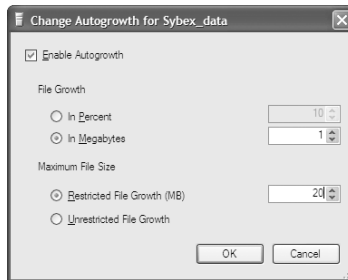 Change Autogrowth for Sybex_data
Enable Autogrowth
File Growth
In Percent 10
In Megabytes 1
Maximum File Size
Restricted File Growth (MB) 20
Unrestricted File Growth
OK Cancel